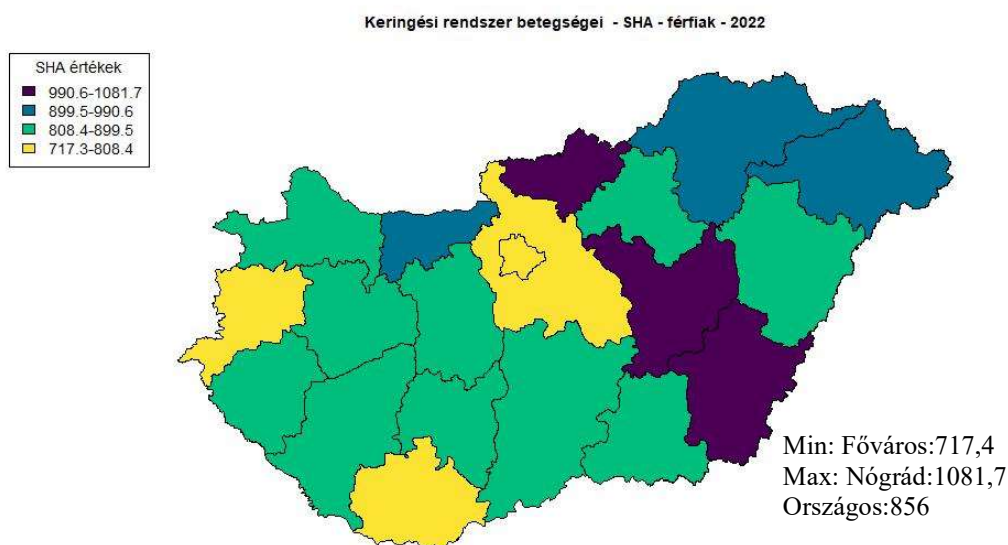 Keringési rendszer betegségei - SHA - férfiak - 2022
SHA értékek
990.6-1081.7
899.5-990.6
808.4-899.5
717.3-808.4
Min: Főváros:717,4
Max: Nógrád:1081,7
Országos:856